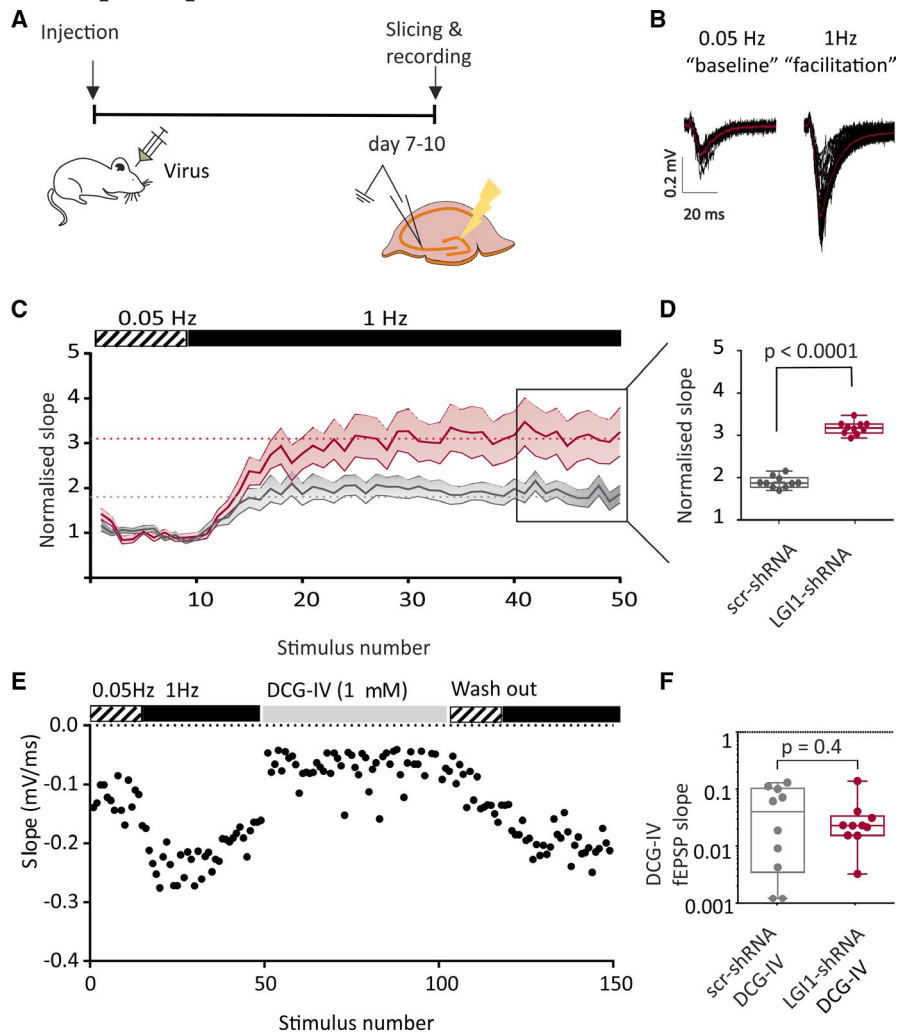 A
Injection
Slicing &
recording
Virus
day 7-10
B
0.05 Hz
1Hz
"baseline"
"facilitation"
0.2 mV
20 ms
C
0.05 Hz
1 Hz
Normalised slope
5
4
3
2
1
10
20
30
40
50
Stimulus number
D
p < 0.0001
Normalised slope
5
4
3
2
1
scr-shRNA
LGI1-shRNA
E
0.05Hz
1Hz
DCG-IV (1 mM)
Wash out
Slope (mV/ms)
0.0
-0.1
-0.2
-0.3
-0.4
0
50
100
150
Stimulus number
F
p = 0.4
DCG-IV
fEPSP slope
1
0.1
0.01
0.001
scr-shRNA
DCG-IV
LGI1-shRNA
DCG-IV